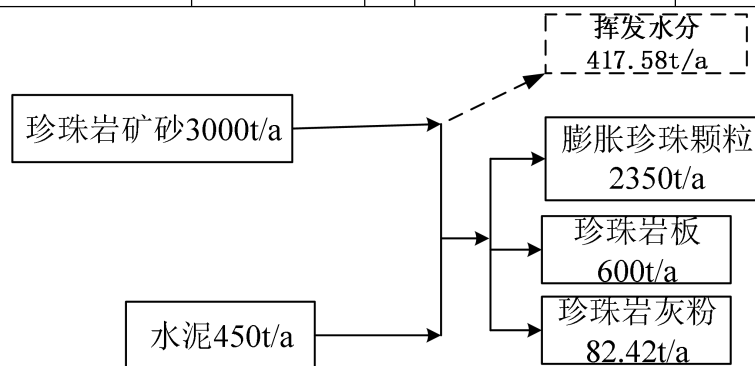 挥发水分
417.58t/a
珍珠岩矿砂3000t/a
膨胀珍珠颗粒
2350t/a
珍珠岩板
600t/a
珍珠岩灰粉
82.42t/a
水泥450t/a